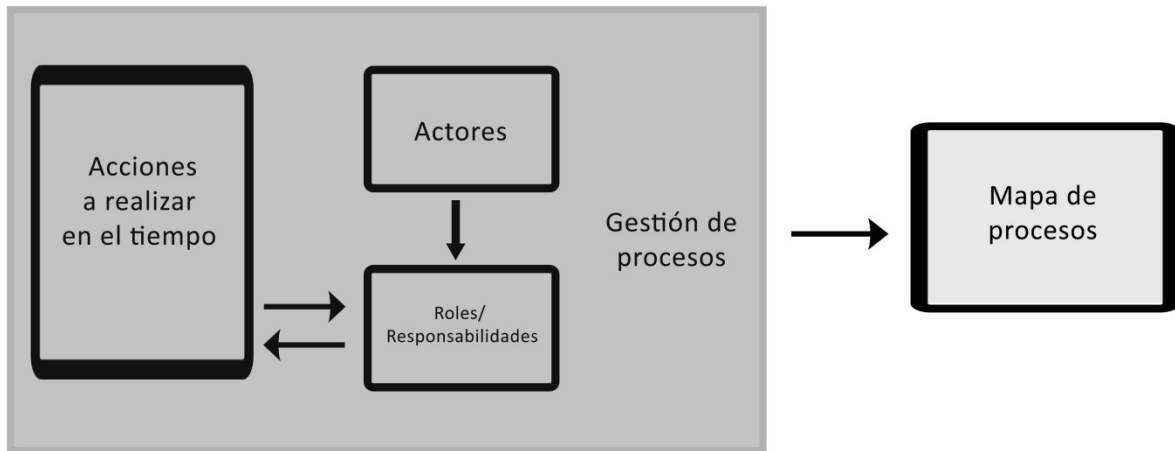 Acciones
a realizar
en el tiempo
Actores
Roles/
Responsabilidades
Gestión de
procesos
Mapa de
procesos